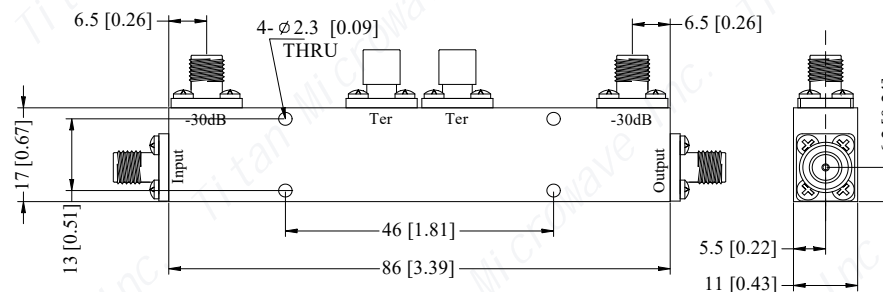 6.5 [0.26]
4-⌀2.3 [0.09]
THRU
6.5 [0.26]
-30dB
Ter
Ter
-30dB
Input
Output
17 [0.67]
13 [0.51]
46 [1.81]
86 [3.39]
5.5 [0.22]
11 [0.43]
Titan Microwave Inc.